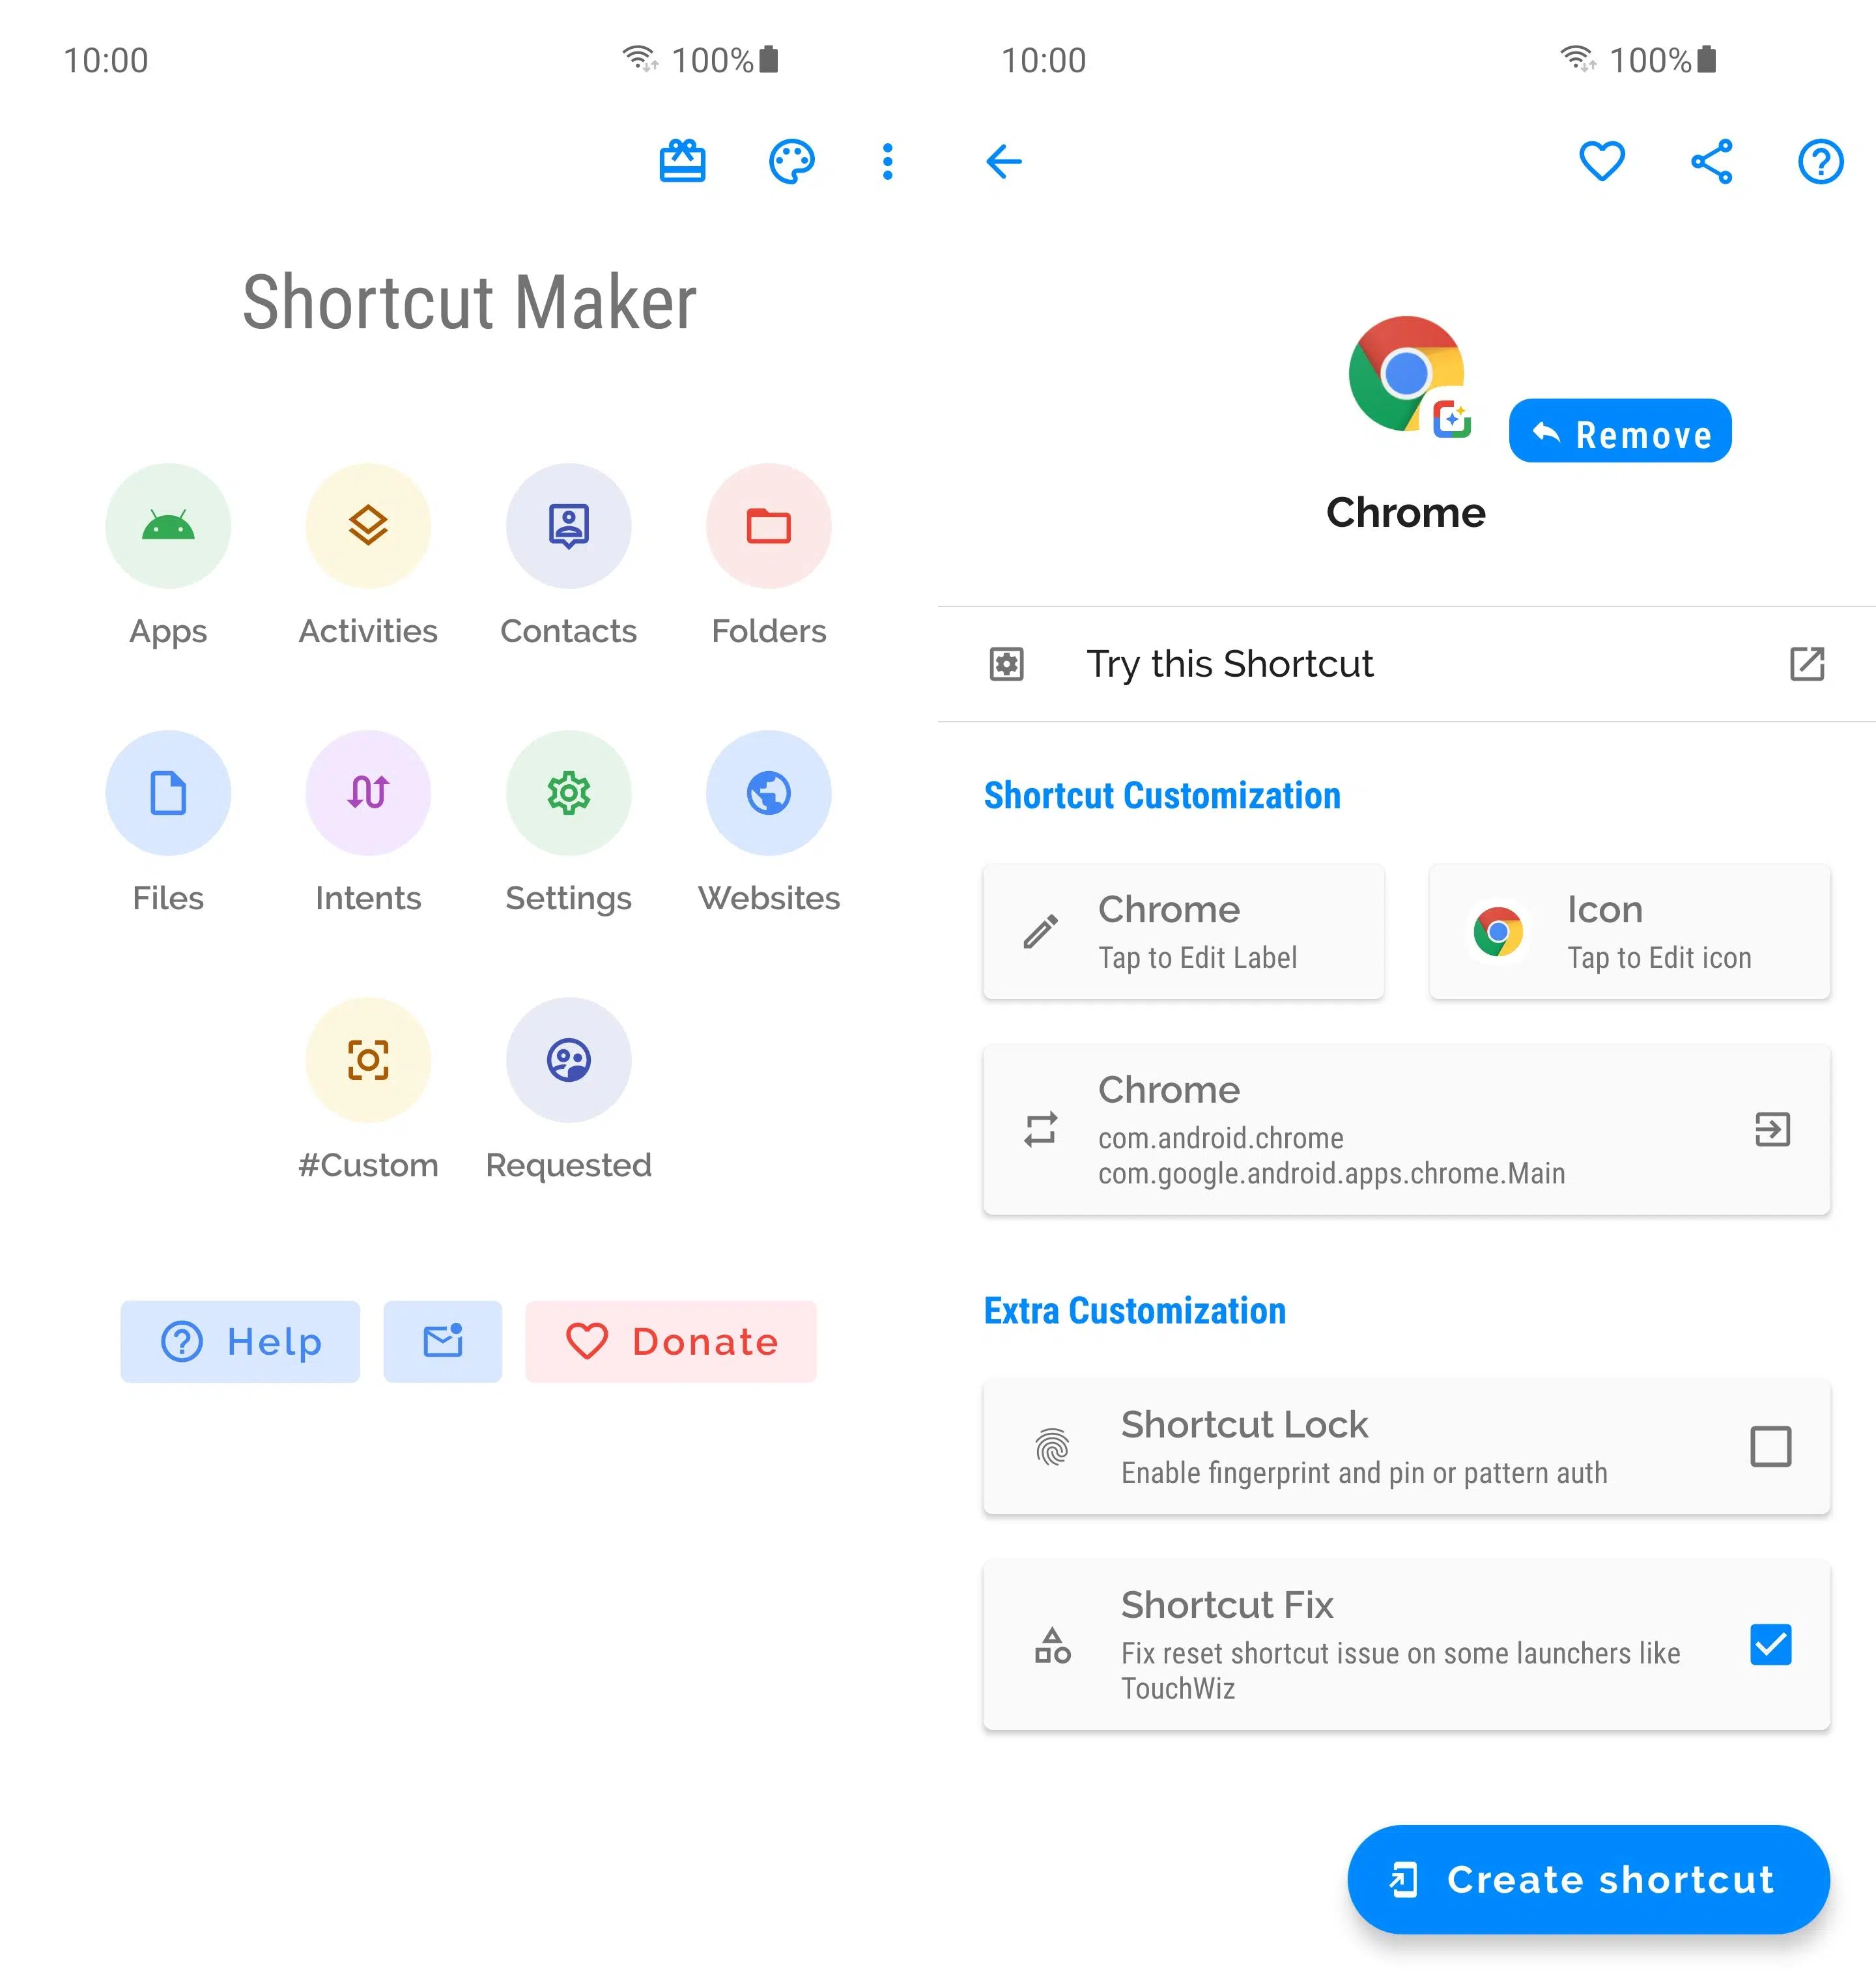 10:00
100%
Shortcut Maker
Apps
Activities
Contacts
Folders
Files
Intents
Settings
Websites
#Custom
Requested
Help
Donate
10:00
100%
Remove
Chrome
Try this Shortcut
Shortcut Customization
Chrome
Tap to Edit Label
Icon
Tap to Edit icon
Chrome
com.android.chrome
com.google.android.apps.chrome.Main
Extra Customization
Shortcut Lock
Enable fingerprint and pin or pattern auth
Shortcut Fix
Fix reset shortcut issue on some launchers like
TouchWiz
Create shortcut